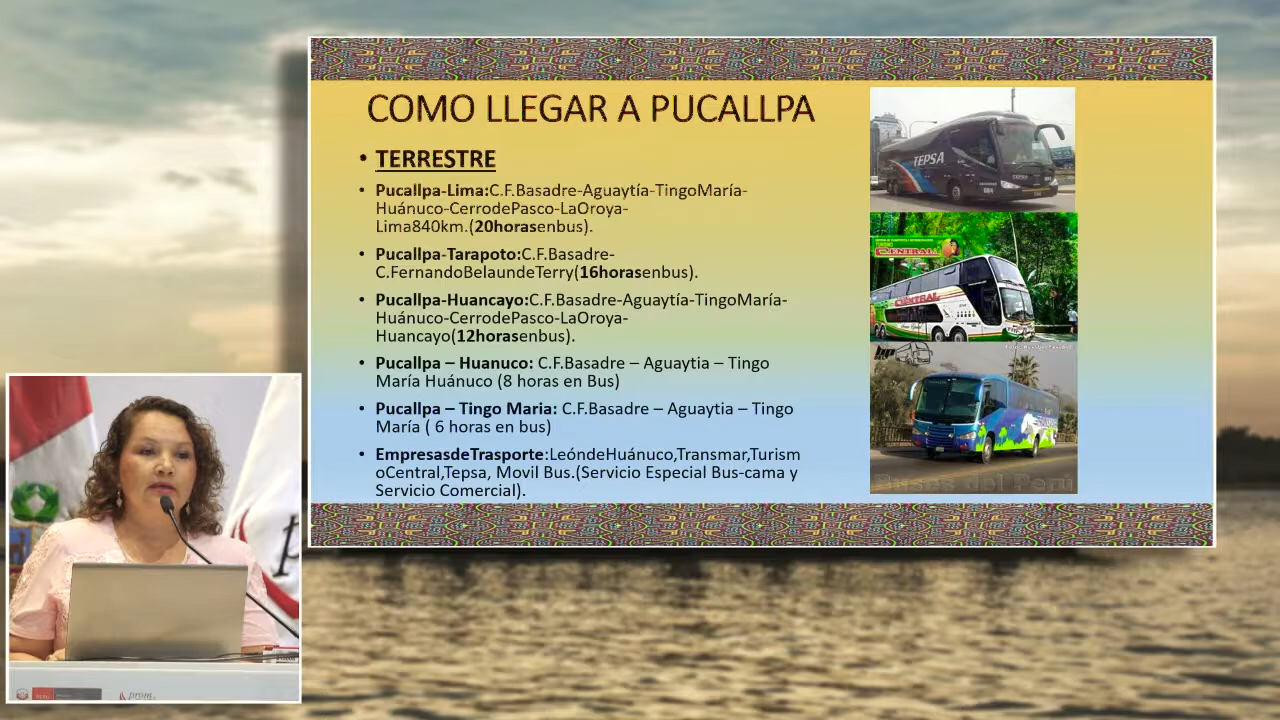 COMO LLEGAR A PUCALLPA
• TERRESTRE
• Pucallpa-Lima:C.F.Basadre-Aguaytía-TingoMaría-
Huánuco-CerrodePasco-LaOroya-
Lima840km.(20horasenbus).
• Pucallpa-Tarapoto:C.F.Basadre-
C.FernandoBelaundeTerry(16horasenbus).
• Pucallpa-Huancayo:C.F.Basadre-Aguaytía-TingoMaría-
Huánuco-CerrodePasco-LaOroya-
Huancayo(12horasenbus).
• Pucallpa – Huanuco: C.F.Basadre – Aguaytia – Tingo
María Huánuco (8 horas en Bus)
• Pucallpa – Tingo Maria: C.F.Basadre – Aguaytia – Tingo
María ( 6 horas en bus)
• EmpresasdeTrasporte:LeóndeHuánuco,Transmar,Turism
oCentral,Tepsa, Movil Bus.(Servicio Especial Bus-cama y
Servicio Comercial).
TEPSA
CENTRAL
CENTRAL
Buses del Peru
PERÚ
prom